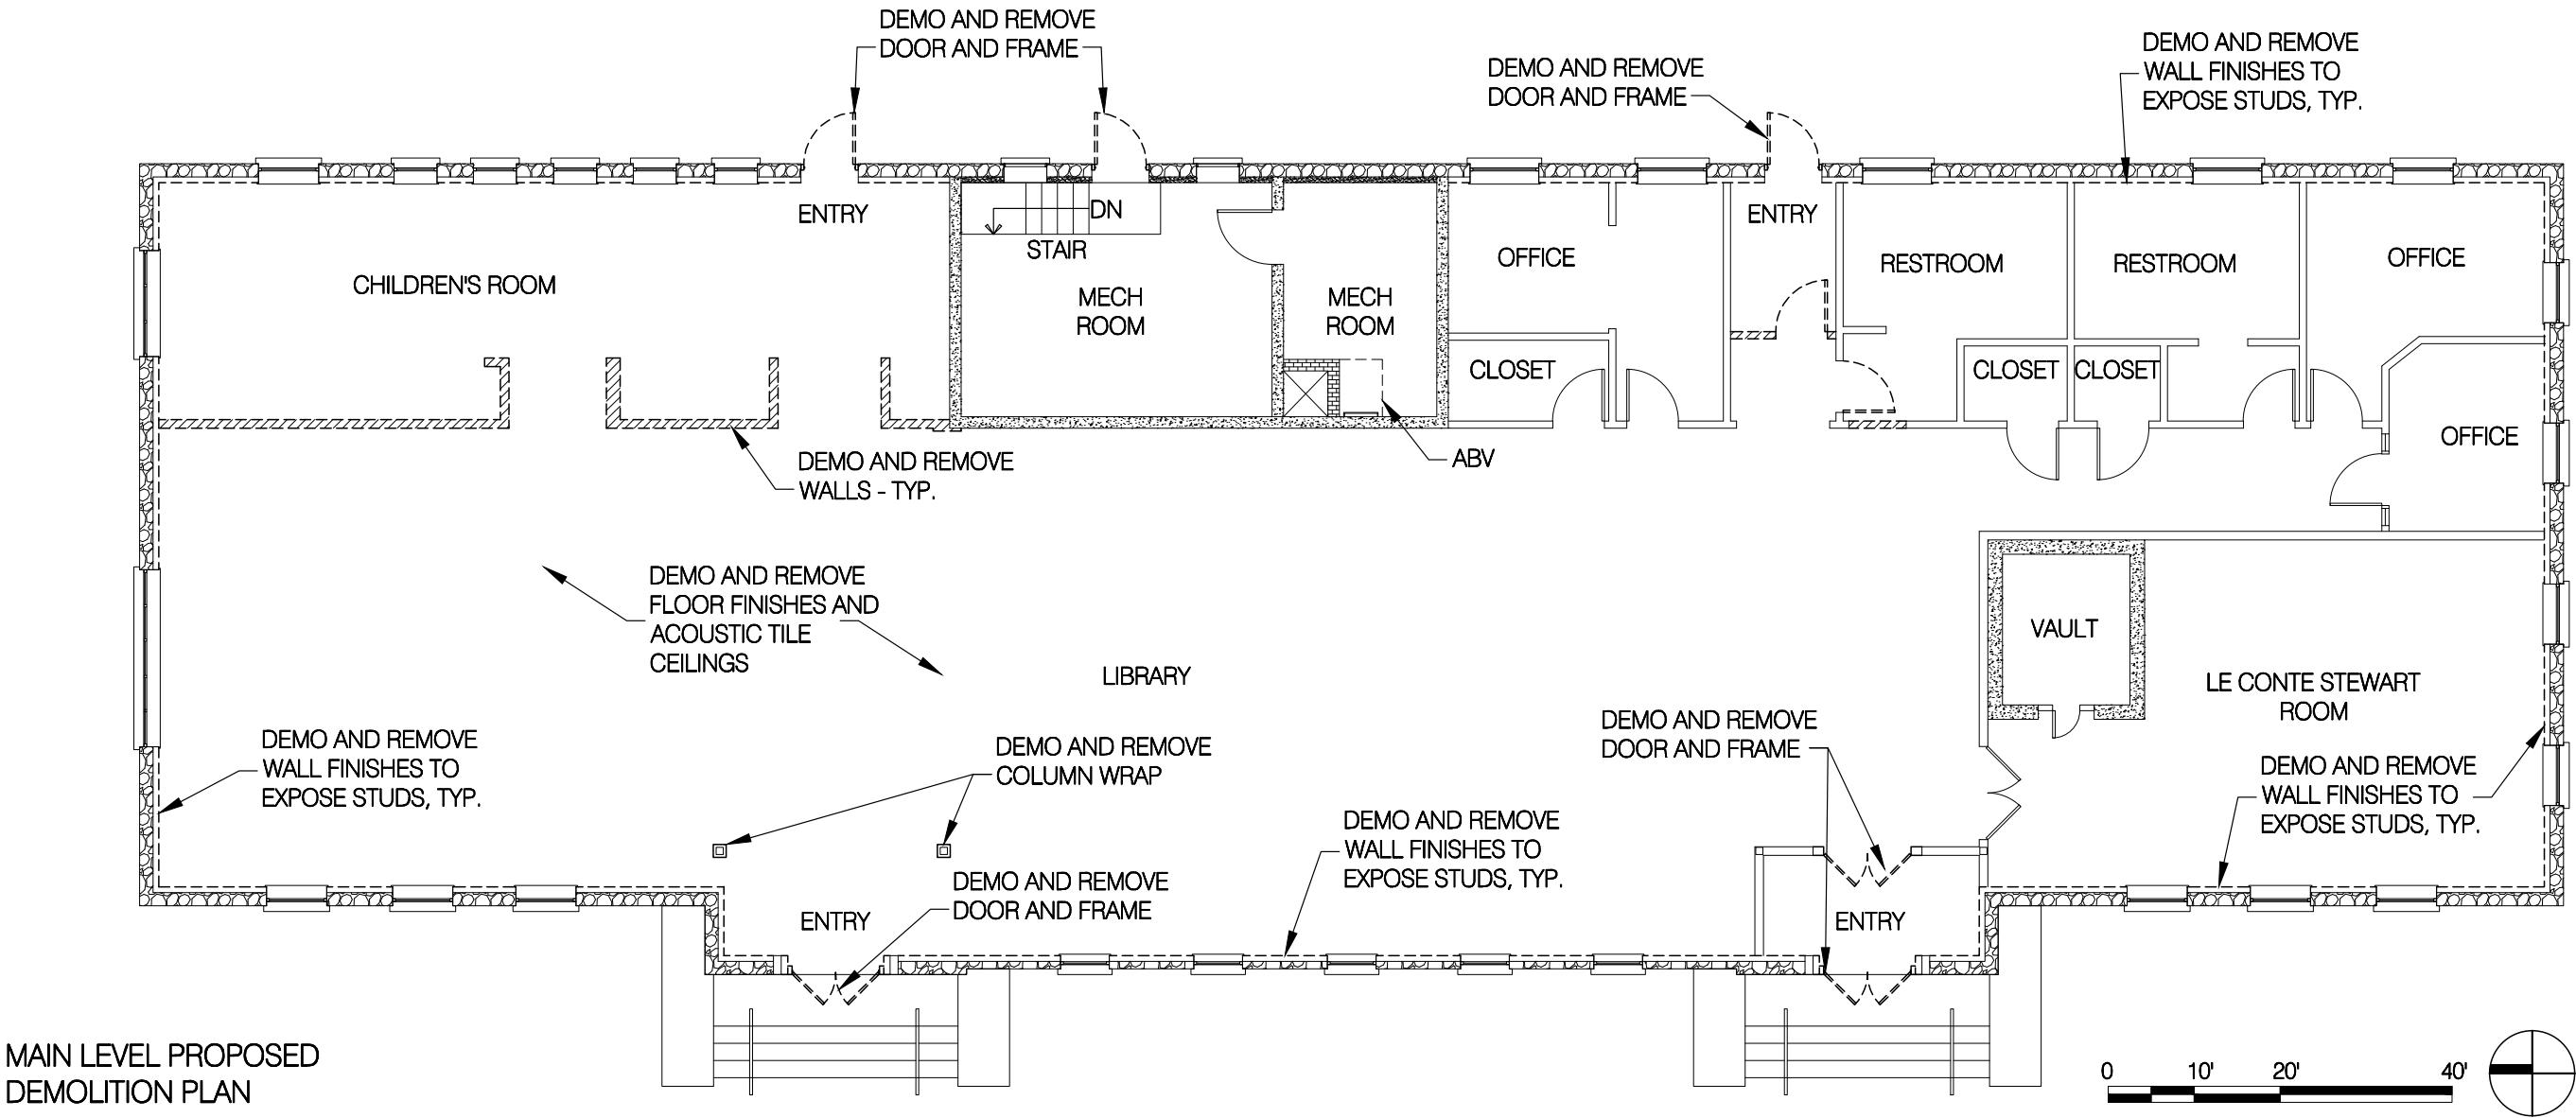 DEMO AND REMOVE
DOOR AND FRAME
DEMO AND REMOVE
DOOR AND FRAME
DEMO AND REMOVE
WALL FINISHES TO
EXPOSE STUDS, TYP.
ENTRY
DN
STAIR
CHILDREN'S ROOM
MECH
ROOM
MECH
ROOM
OFFICE
ENTRY
RESTROOM
RESTROOM
OFFICE
CLOSET
CLOSET
CLOSET
OFFICE
DEMO AND REMOVE
WALLS - TYP.
ABV
DEMO AND REMOVE
FLOOR FINISHES AND
ACOUSTIC TILE
CEILINGS
LIBRARY
VAULT
LE CONTE STEWART
ROOM
DEMO AND REMOVE
WALL FINISHES TO
EXPOSE STUDS, TYP.
DEMO AND REMOVE
COLUMN WRAP
DEMO AND REMOVE
DOOR AND FRAME
DEMO AND REMOVE
WALL FINISHES TO
EXPOSE STUDS, TYP.
DEMO AND REMOVE
WALL FINISHES TO
EXPOSE STUDS, TYP.
DEMO AND REMOVE
DOOR AND FRAME
ENTRY
ENTRY
MAIN LEVEL PROPOSED
DEMOLITION PLAN
0 10' 20' 40'